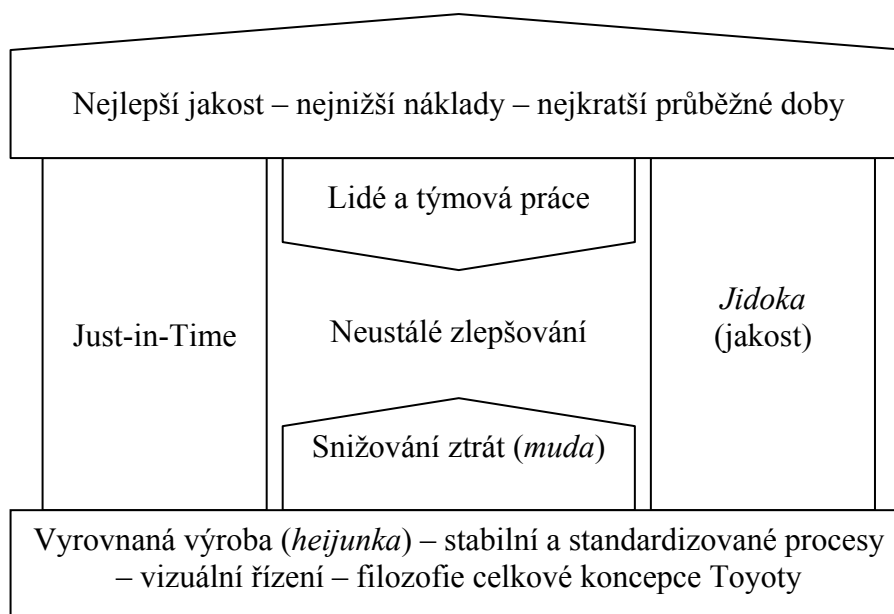 Nejlepší jakost – nejnižší náklady – nejkratší průběžné doby
Lidé a týmová práce
Just-in-Time
Neustálé zlepšování
Jidoka
(jakost)
Snižování ztrát (muda)
Vyrovnaná výroba (heijunka) – stabilní a standardizované procesy
– vizuální řízení – filozofie celkové koncepce Toyoty